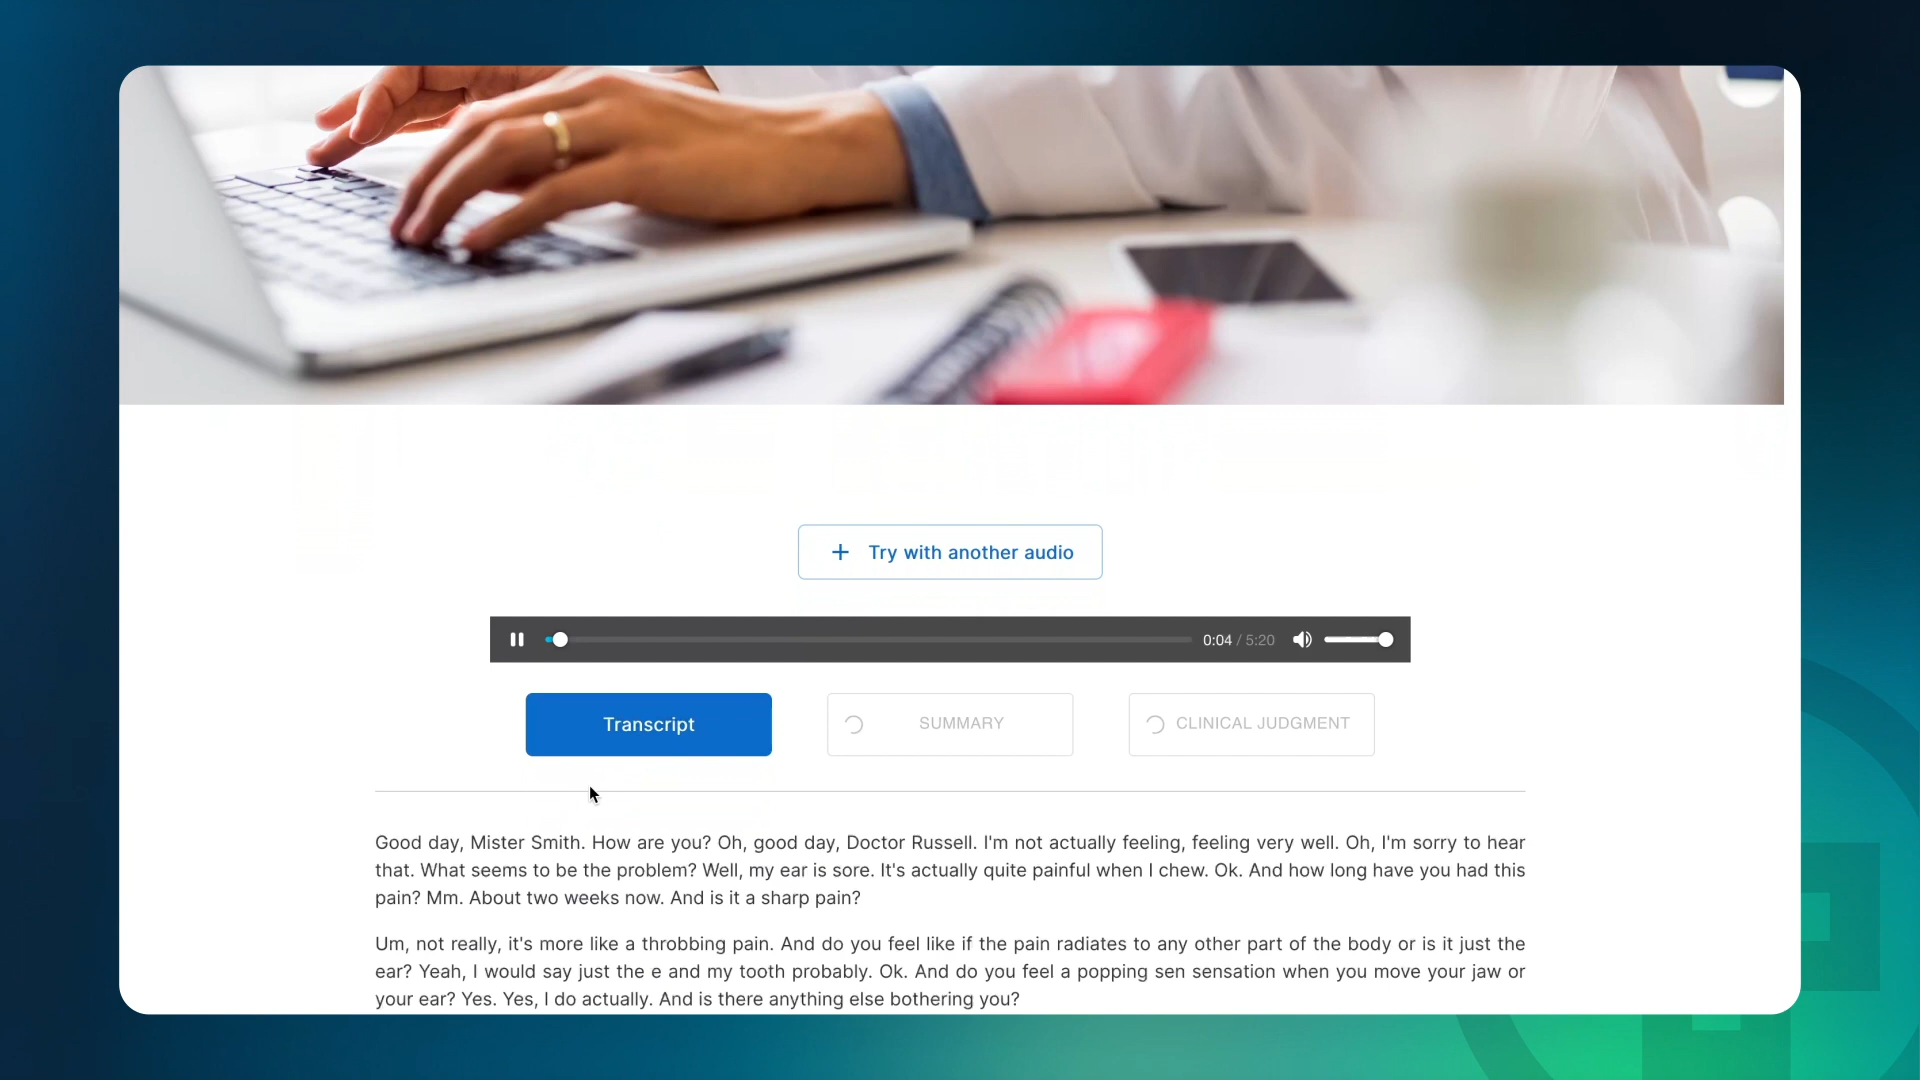 Try with another audio
0:04 / 5:20
Transcript
SUMMARY
CLINICAL JUDGMENT
Good day, Mister Smith. How are you? Oh, good day, Doctor Russell. I'm not actually feeling, feeling very well. Oh, I'm sorry to hear
that. What seems to be the problem? Well, my ear is sore. It's actually quite painful when I chew. Ok. And how long have you had this
pain? Mm. About two weeks now. And is it a sharp pain?
Um, not really, it's more like a throbbing pain. And do you feel like if the pain radiates to any other part of the body or is it just the
ear? Yeah, I would say just the e and my tooth probably. Ok. And do you feel a popping sen sensation when you move your jaw or
your ear? Yes. Yes, I do actually. And is there anything else bothering you?